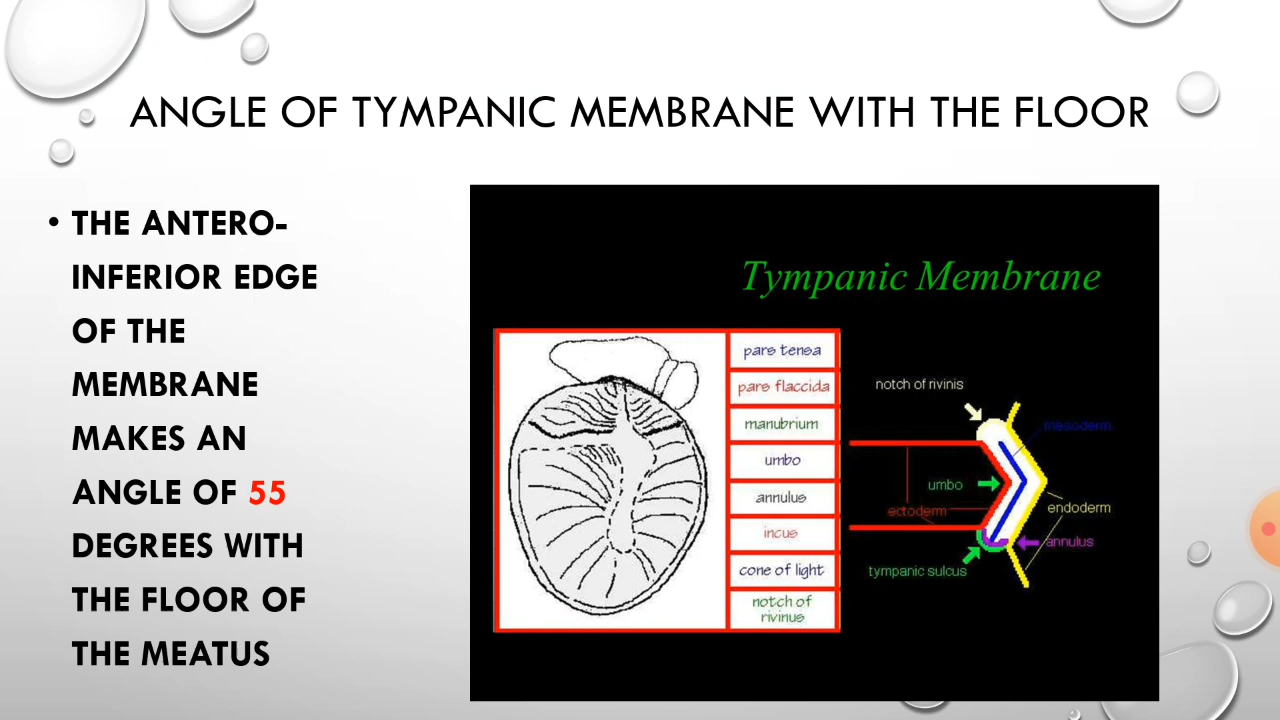 ANGLE OF TYMPANIC MEMBRANE WITH THE FLOOR
• THE ANTERO-
INFERIOR EDGE
OF THE
MEMBRANE
MAKES AN
ANGLE OF 55
DEGREES WITH
THE FLOOR OF
THE MEATUS
Tympanic Membrane
pars tensa
pars flaccida
manubrium
umbo
annulus
incus
cone of light
notch of
rivinus
notch of rivinis
mesoderm
umbo
ectoderm
endoderm
annulus
tympanic sulcus